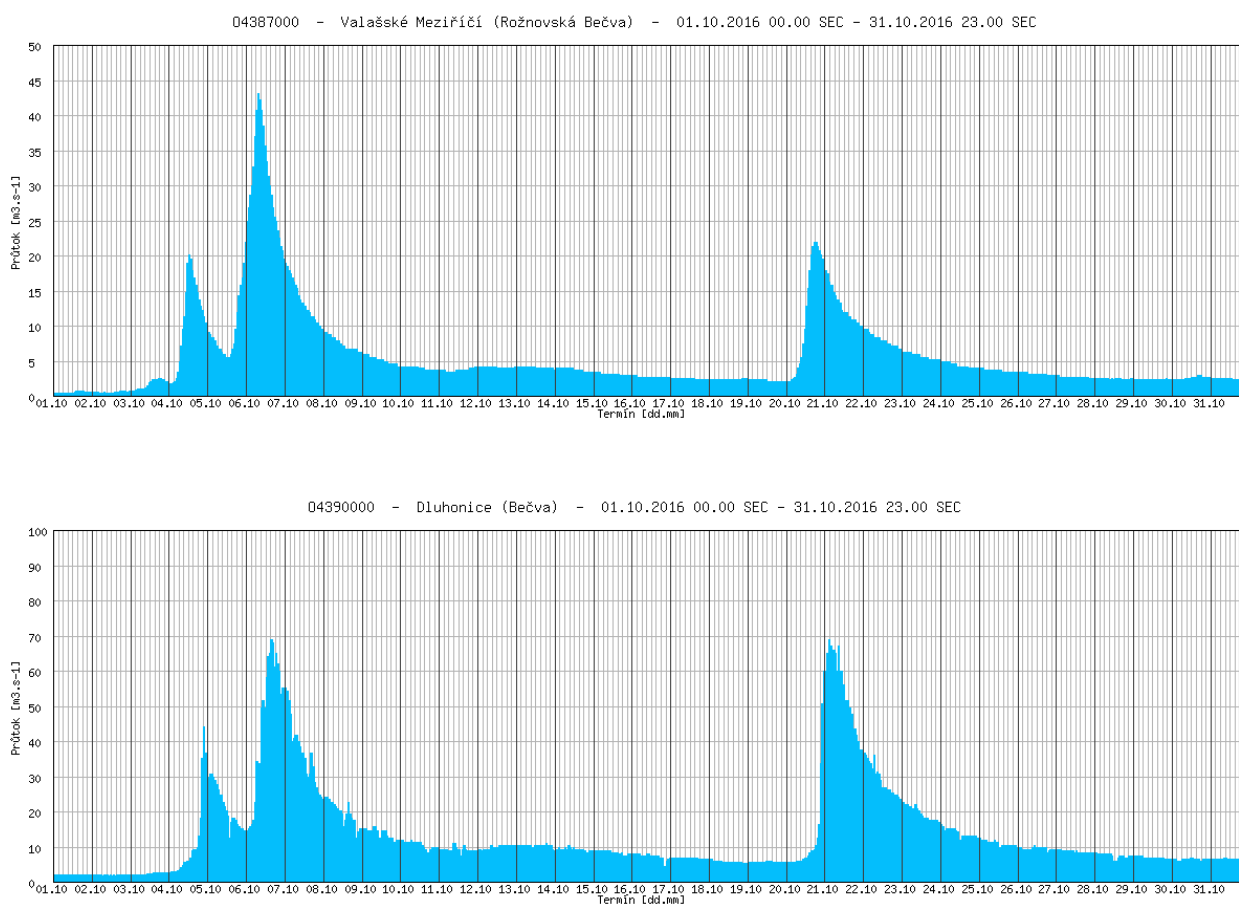 04387000 - Valašské Meziříčí (Rožnovská Bečva) - 01.10.2016 00.00 SEC - 31.10.2016 23.00 SEC
50
45
40
35
30
25
20
15
10
5
0
Průtok [m3.s-1]
01.10 02.10 03.10 04.10 05.10 06.10 07.10 08.10 09.10 10.10 11.10 12.10 13.10 14.10 15.10 16.10 17.10 18.10 19.10 20.10 21.10 22.10 23.10 24.10 25.10 26.10 27.10 28.10 29.10 30.10 31.10
Termín [dd.mm]
04390000 - Dluhonice (Bečva) - 01.10.2016 00.00 SEC - 31.10.2016 23.00 SEC
100
90
80
70
60
50
40
30
20
10
0
Průtok [m3.s-1]
01.10 02.10 03.10 04.10 05.10 06.10 07.10 08.10 09.10 10.10 11.10 12.10 13.10 14.10 15.10 16.10 17.10 18.10 19.10 20.10 21.10 22.10 23.10 24.10 25.10 26.10 27.10 28.10 29.10 30.10 31.10
Termín [dd.mm]